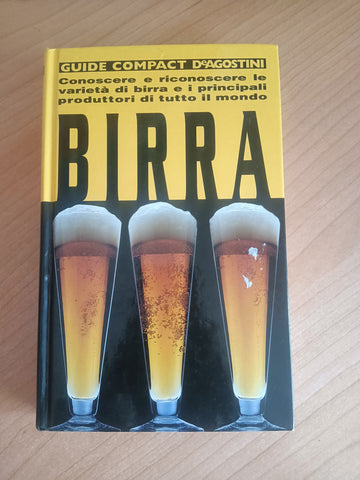 GUIDE COMPACT DeAGOSTINI
Conoscere e riconoscere le
varietà di birra e i principali
produttori di tutto il mondo
BIRRA